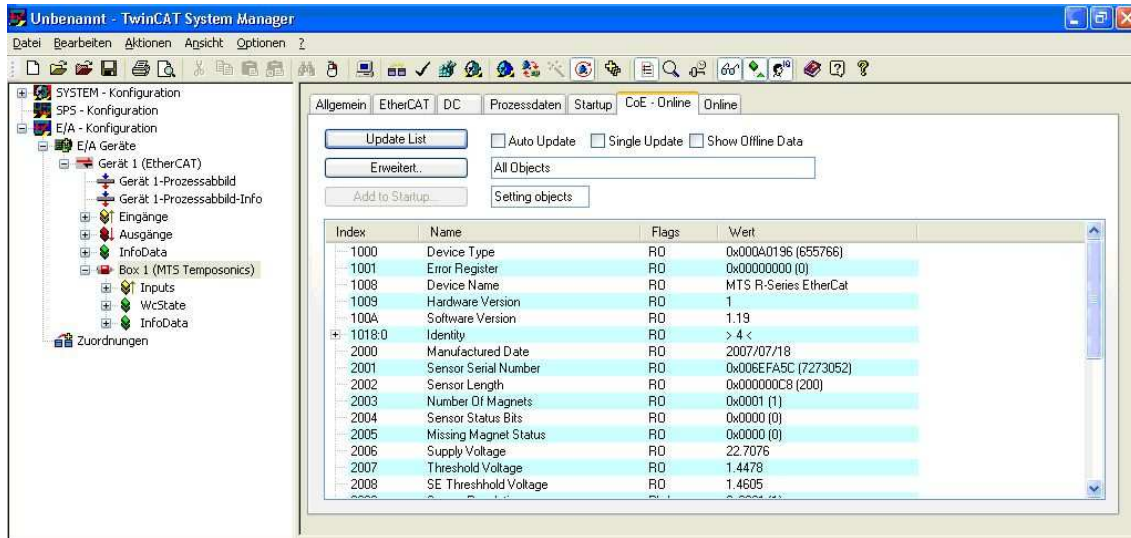 Unbenannt - TwinCAT System Manager
Datei Bearbeiten Aktionen Ansicht Optionen ?
SYSTEM - Konfiguration
SPS - Konfiguration
E/A - Konfiguration
E/A Geräte
Gerät 1 (EtherCAT)
Gerät 1-Prozessabbild
Gerät 1-Prozessabbild-Info
Eingänge
Ausgänge
InfoData
Box 1 (MTS Temposonics)
Inputs
WcState
InfoData
Zuordnungen
Allgemein EtherCAT DC Prozessdaten Startup CoE - Online Online
Update List Auto Update Single Update Show Offline Data
Erweitert.. All Objects
Add to Startup... Setting objects
Index Name Flags Wert
1000 Device Type RO 0x000A0196 (655766)
1001 Error Register RO 0x00000000 (0)
1008 Device Name RO MTS R-Series EtherCat
1009 Hardware Version RO 1
100A Software Version RO 1.19
1018:0 Identity RO > 4 <
2000 Manufactured Date RO 2007/07/18
2001 Sensor Serial Number RO 0x006EFA5C (7273052)
2002 Sensor Length RO 0x000000C8 (200)
2003 Number Of Magnets RO 0x0001 (1)
2004 Sensor Status Bits RO 0x0000 (0)
2005 Missing Magnet Status RO 0x0000 (0)
2006 Supply Voltage RO 22.7076
2007 Threshold Voltage RO 1.4478
2008 SE Treshhold Voltage RO 1.4605